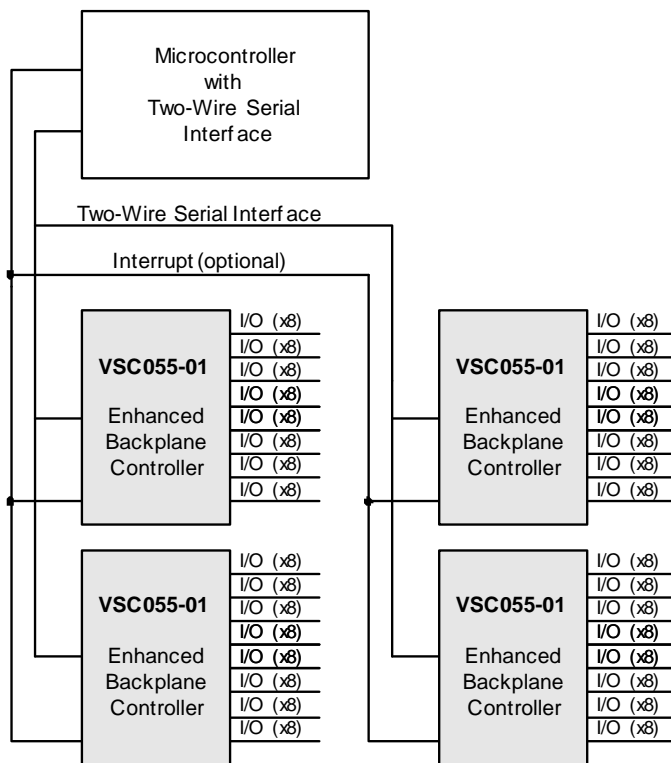 Microcontroller
with
Two-Wire Serial
Interface
Two-Wire Serial Interface
Interrupt (optional)
VSC055-01
Enhanced
Backplane
Controller
I/O (x8)
I/O (x8)
I/O (x8)
I/O (x8)
I/O (x8)
I/O (x8)
I/O (x8)
I/O (x8)
VSC055-01
Enhanced
Backplane
Controller
I/O (x8)
I/O (x8)
I/O (x8)
I/O (x8)
I/O (x8)
I/O (x8)
I/O (x8)
I/O (x8)
VSC055-01
Enhanced
Backplane
Controller
I/O (x8)
I/O (x8)
I/O (x8)
I/O (x8)
I/O (x8)
I/O (x8)
I/O (x8)
I/O (x8)
VSC055-01
Enhanced
Backplane
Controller
I/O (x8)
I/O (x8)
I/O (x8)
I/O (x8)
I/O (x8)
I/O (x8)
I/O (x8)
I/O (x8)